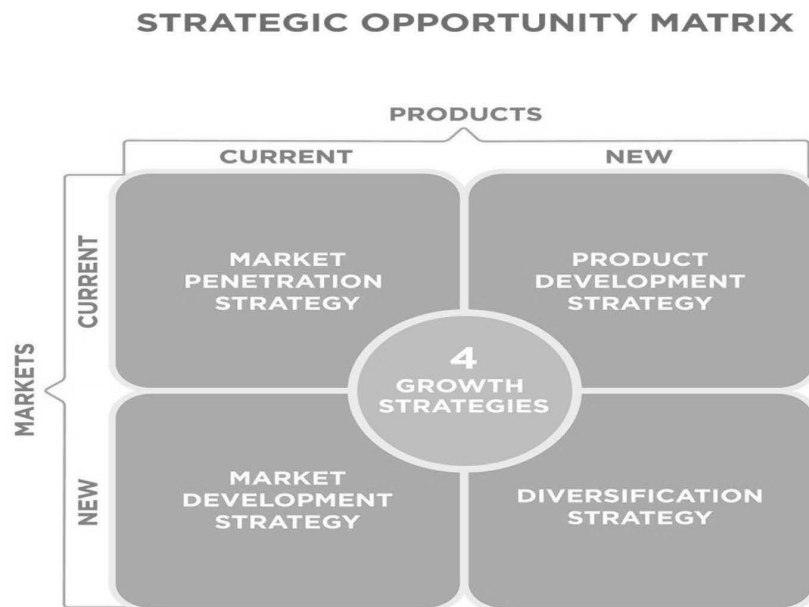 STRATEGIC OPPORTUNITY MATRIX
PRODUCTS
CURRENT
NEW
MARKETS
CURRENT
MARKET
PENETRATION
STRATEGY
PRODUCT
DEVELOPMENT
STRATEGY
4
GROWTH
STRATEGIES
NEW
MARKET
DEVELOPMENT
STRATEGY
DIVERSIFICATION
STRATEGY